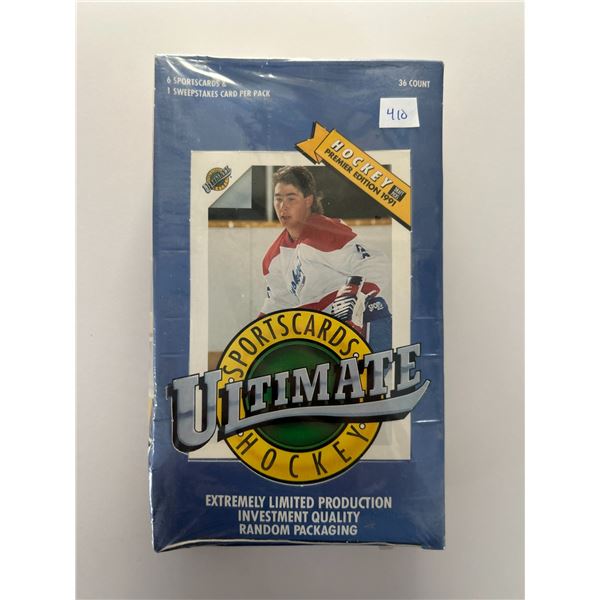 6 SPORTSCARDS &
1 SWEEPSTAKES CARD PER PACK
36 COUNT
410
HOCKEY
PREMIER EDITION 1991
ULTIMATE
SPORTSCARDS
ULTIMATE
HOCKEY
EXTREMELY LIMITED PRODUCTION
INVESTMENT QUALITY
RANDOM PACKAGING